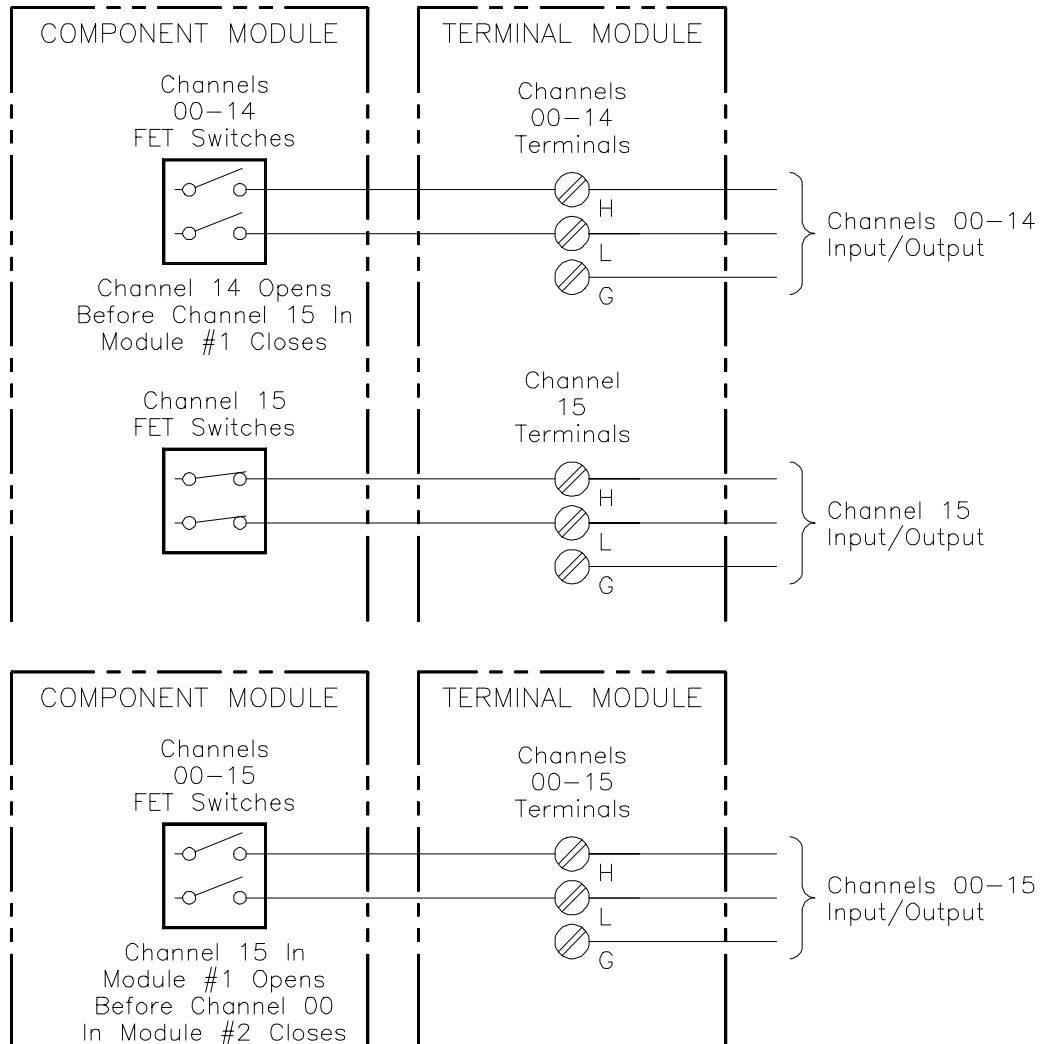 COMPONENT MODULE
TERMINAL MODULE
Channels
00-14
FET Switches
Channels
00-14
Terminals
H
L
G
Channels 00-14
Input/Output
Channel 14 Opens
Before Channel 15 In
Module #1 Closes
Channel 15
FET Switches
Channel
15
Terminals
H
L
G
Channel 15
Input/Output
COMPONENT MODULE
TERMINAL MODULE
Channels
00-15
FET Switches
Channels
00-15
Terminals
H
L
G
Channels 00-15
Input/Output
Channel 15 In
Module #1 Opens
Before Channel 00
In Module #2 Closes